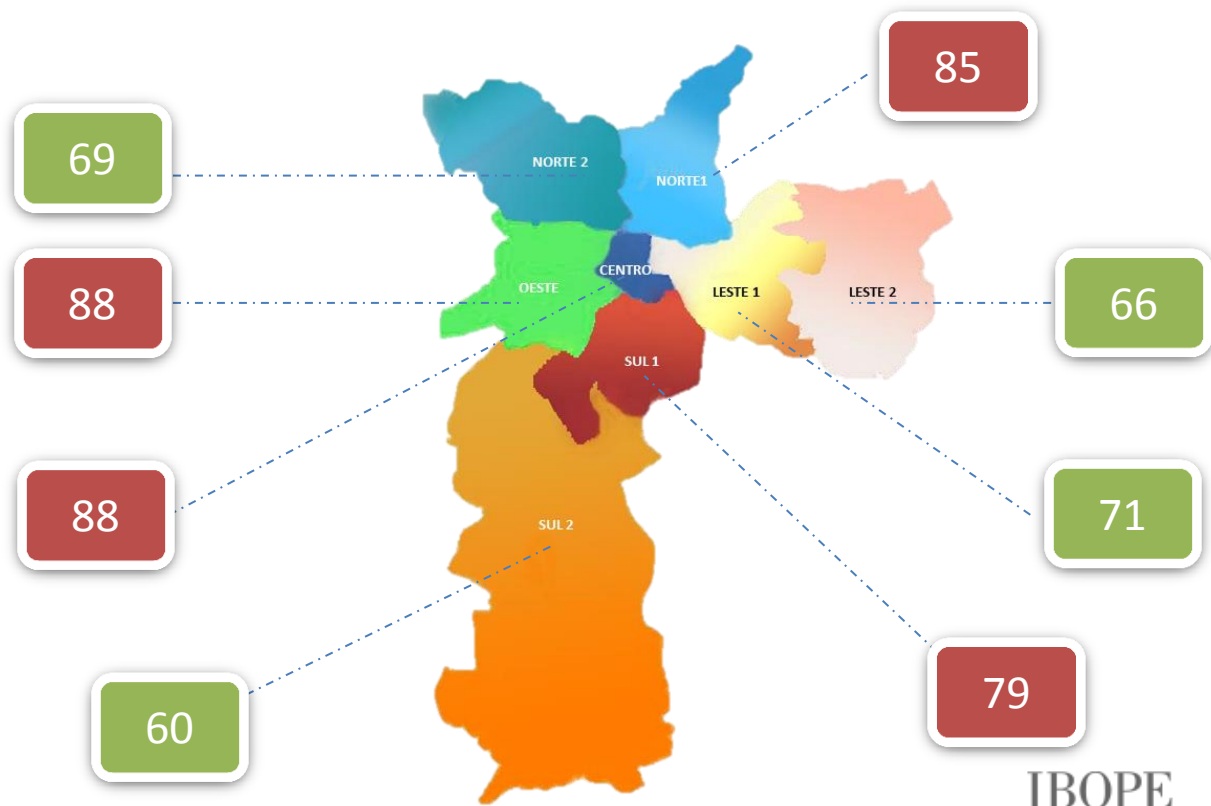 85
69
NORTE 2
NORTE1
88
CENTRO
OESTE
LESTE 1
LESTE 2
66
SUL 1
88
71
SUL 2
60
79
IBOPE